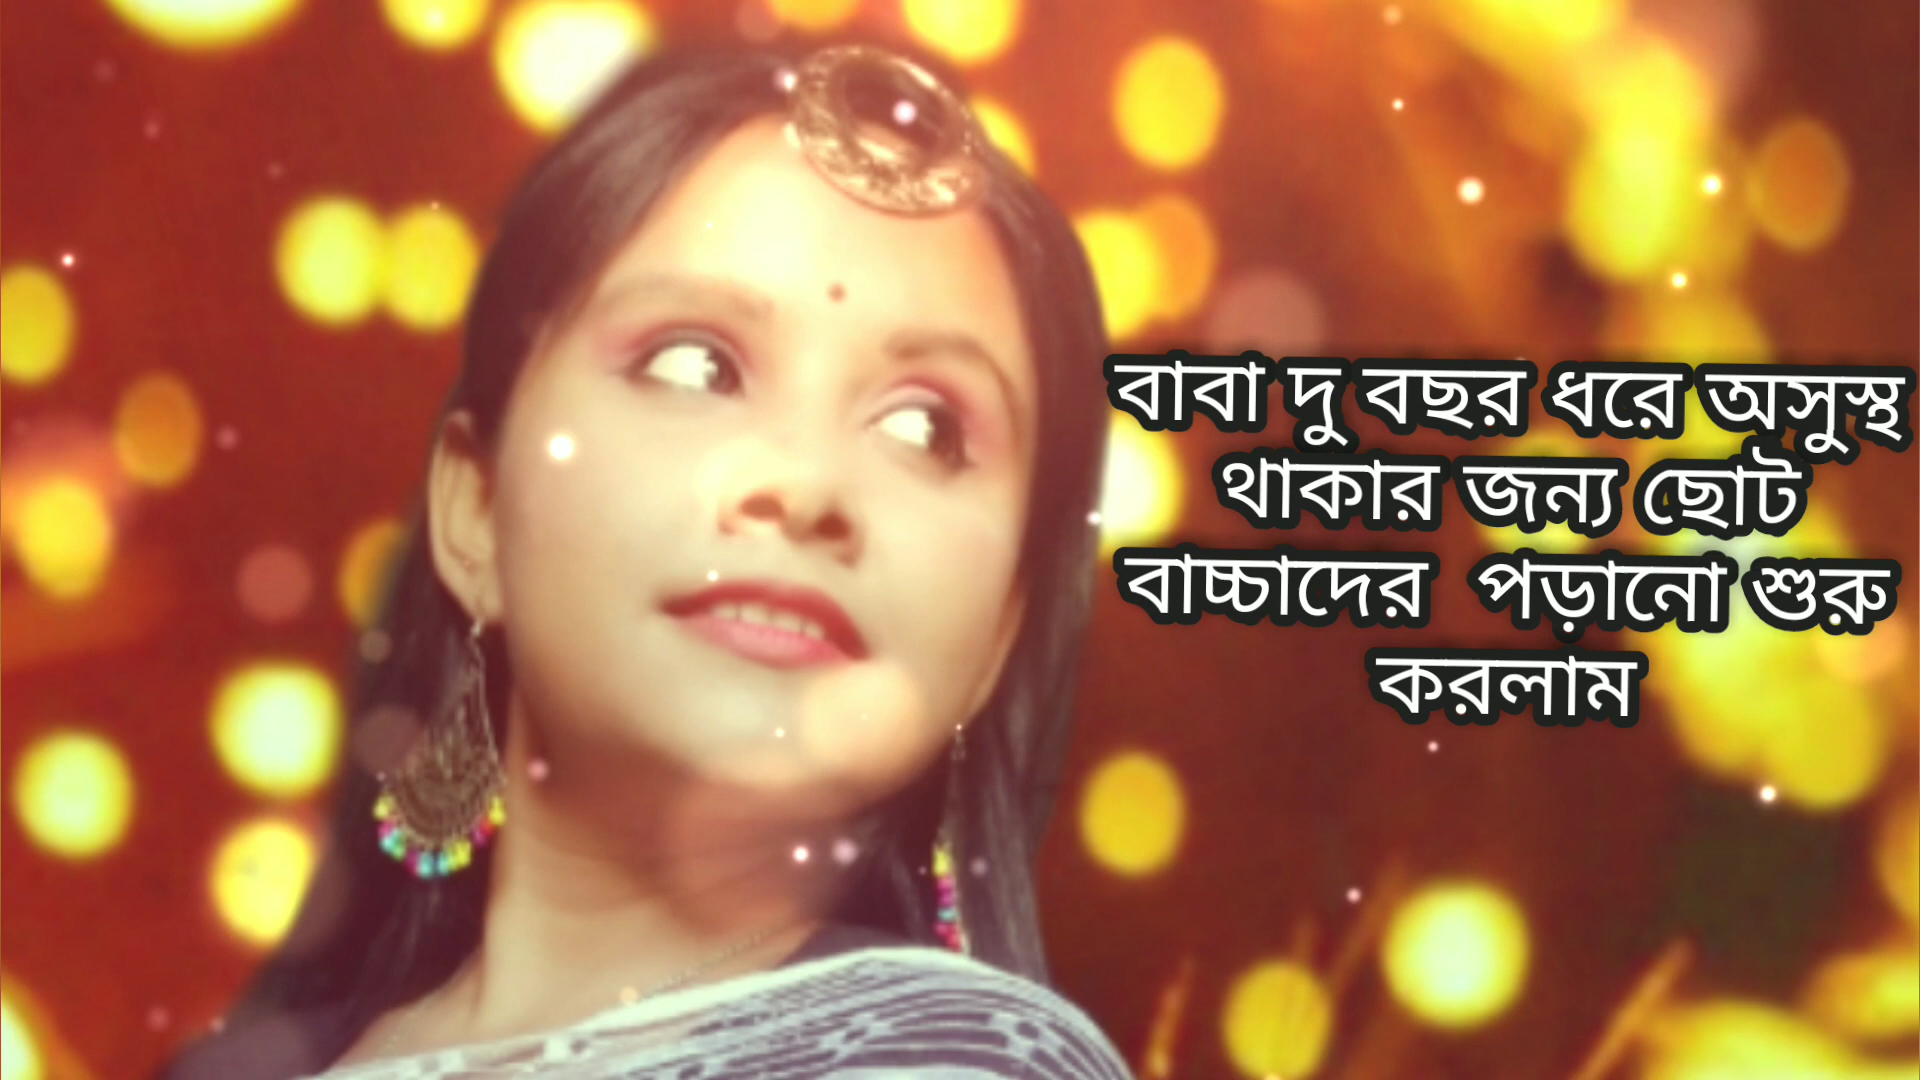 বাবা দু বছর ধরে অসুস্থ
থাকার জন্য ছোট
বাচ্চাদের পড়ানো শুরু
করলাম